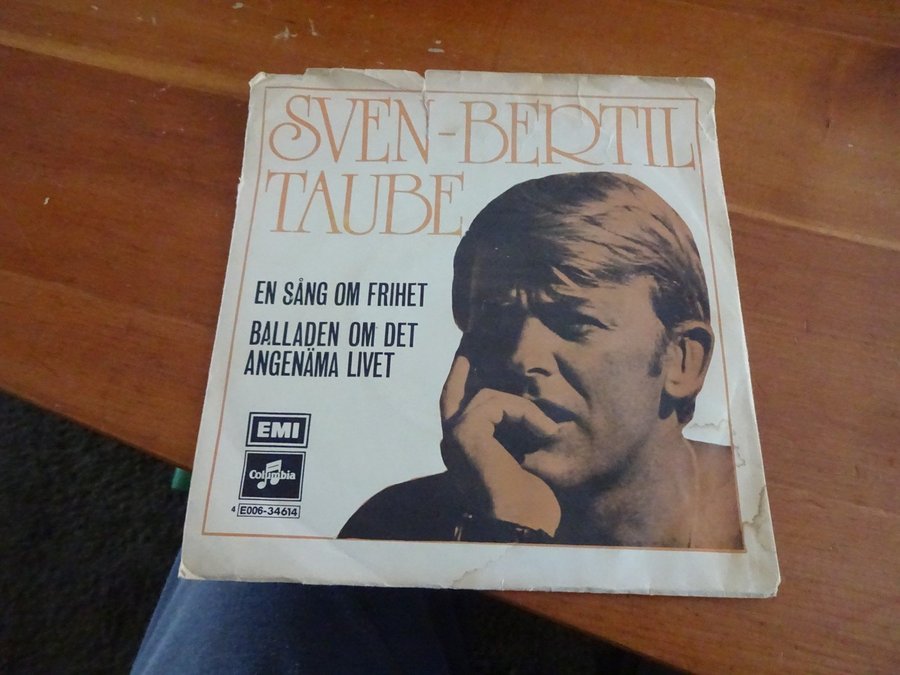 SVEN-BERTIL
TAUBE
EN SÅNG OM FRIHET
BALLADEN OM DET
ANGENÄMA LIVET
EMI
Columbia
4 E006-34614